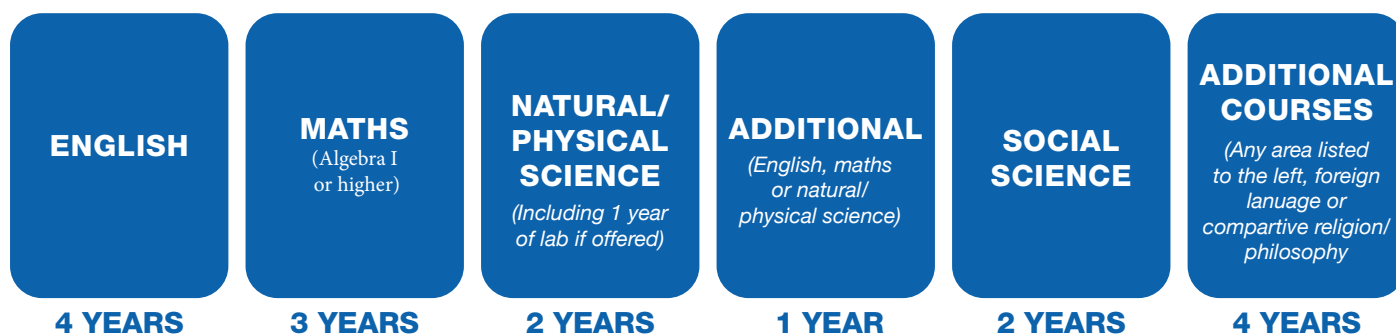 ENGLISH
4 YEARS
MATHS
(Algebra I
or higher)
3 YEARS
NATURAL/
PHYSICAL
SCIENCE
(Including 1 year
of lab if offered)
2 YEARS
ADDITIONAL
(English, maths
or natural/
physical science)
1 YEAR
SOCIAL
SCIENCE
2 YEARS
ADDITIONAL
COURSES
(Any area listed
to the left, foreign
lanuage or
compartive religion/
philosophy
4 YEARS